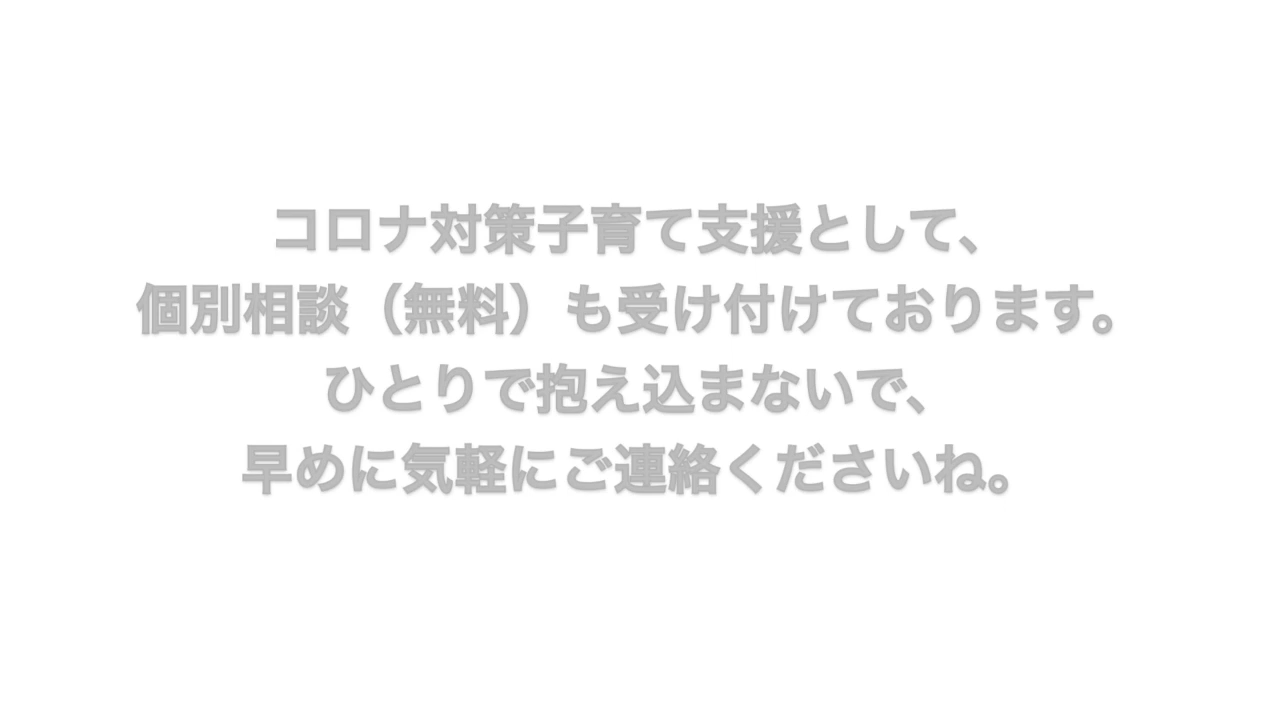 コロナ対策子育て支援として、
個別相談（無料）も受け付けております。
ひとりで抱え込まないで、
早めに気軽にご連絡くださいね。